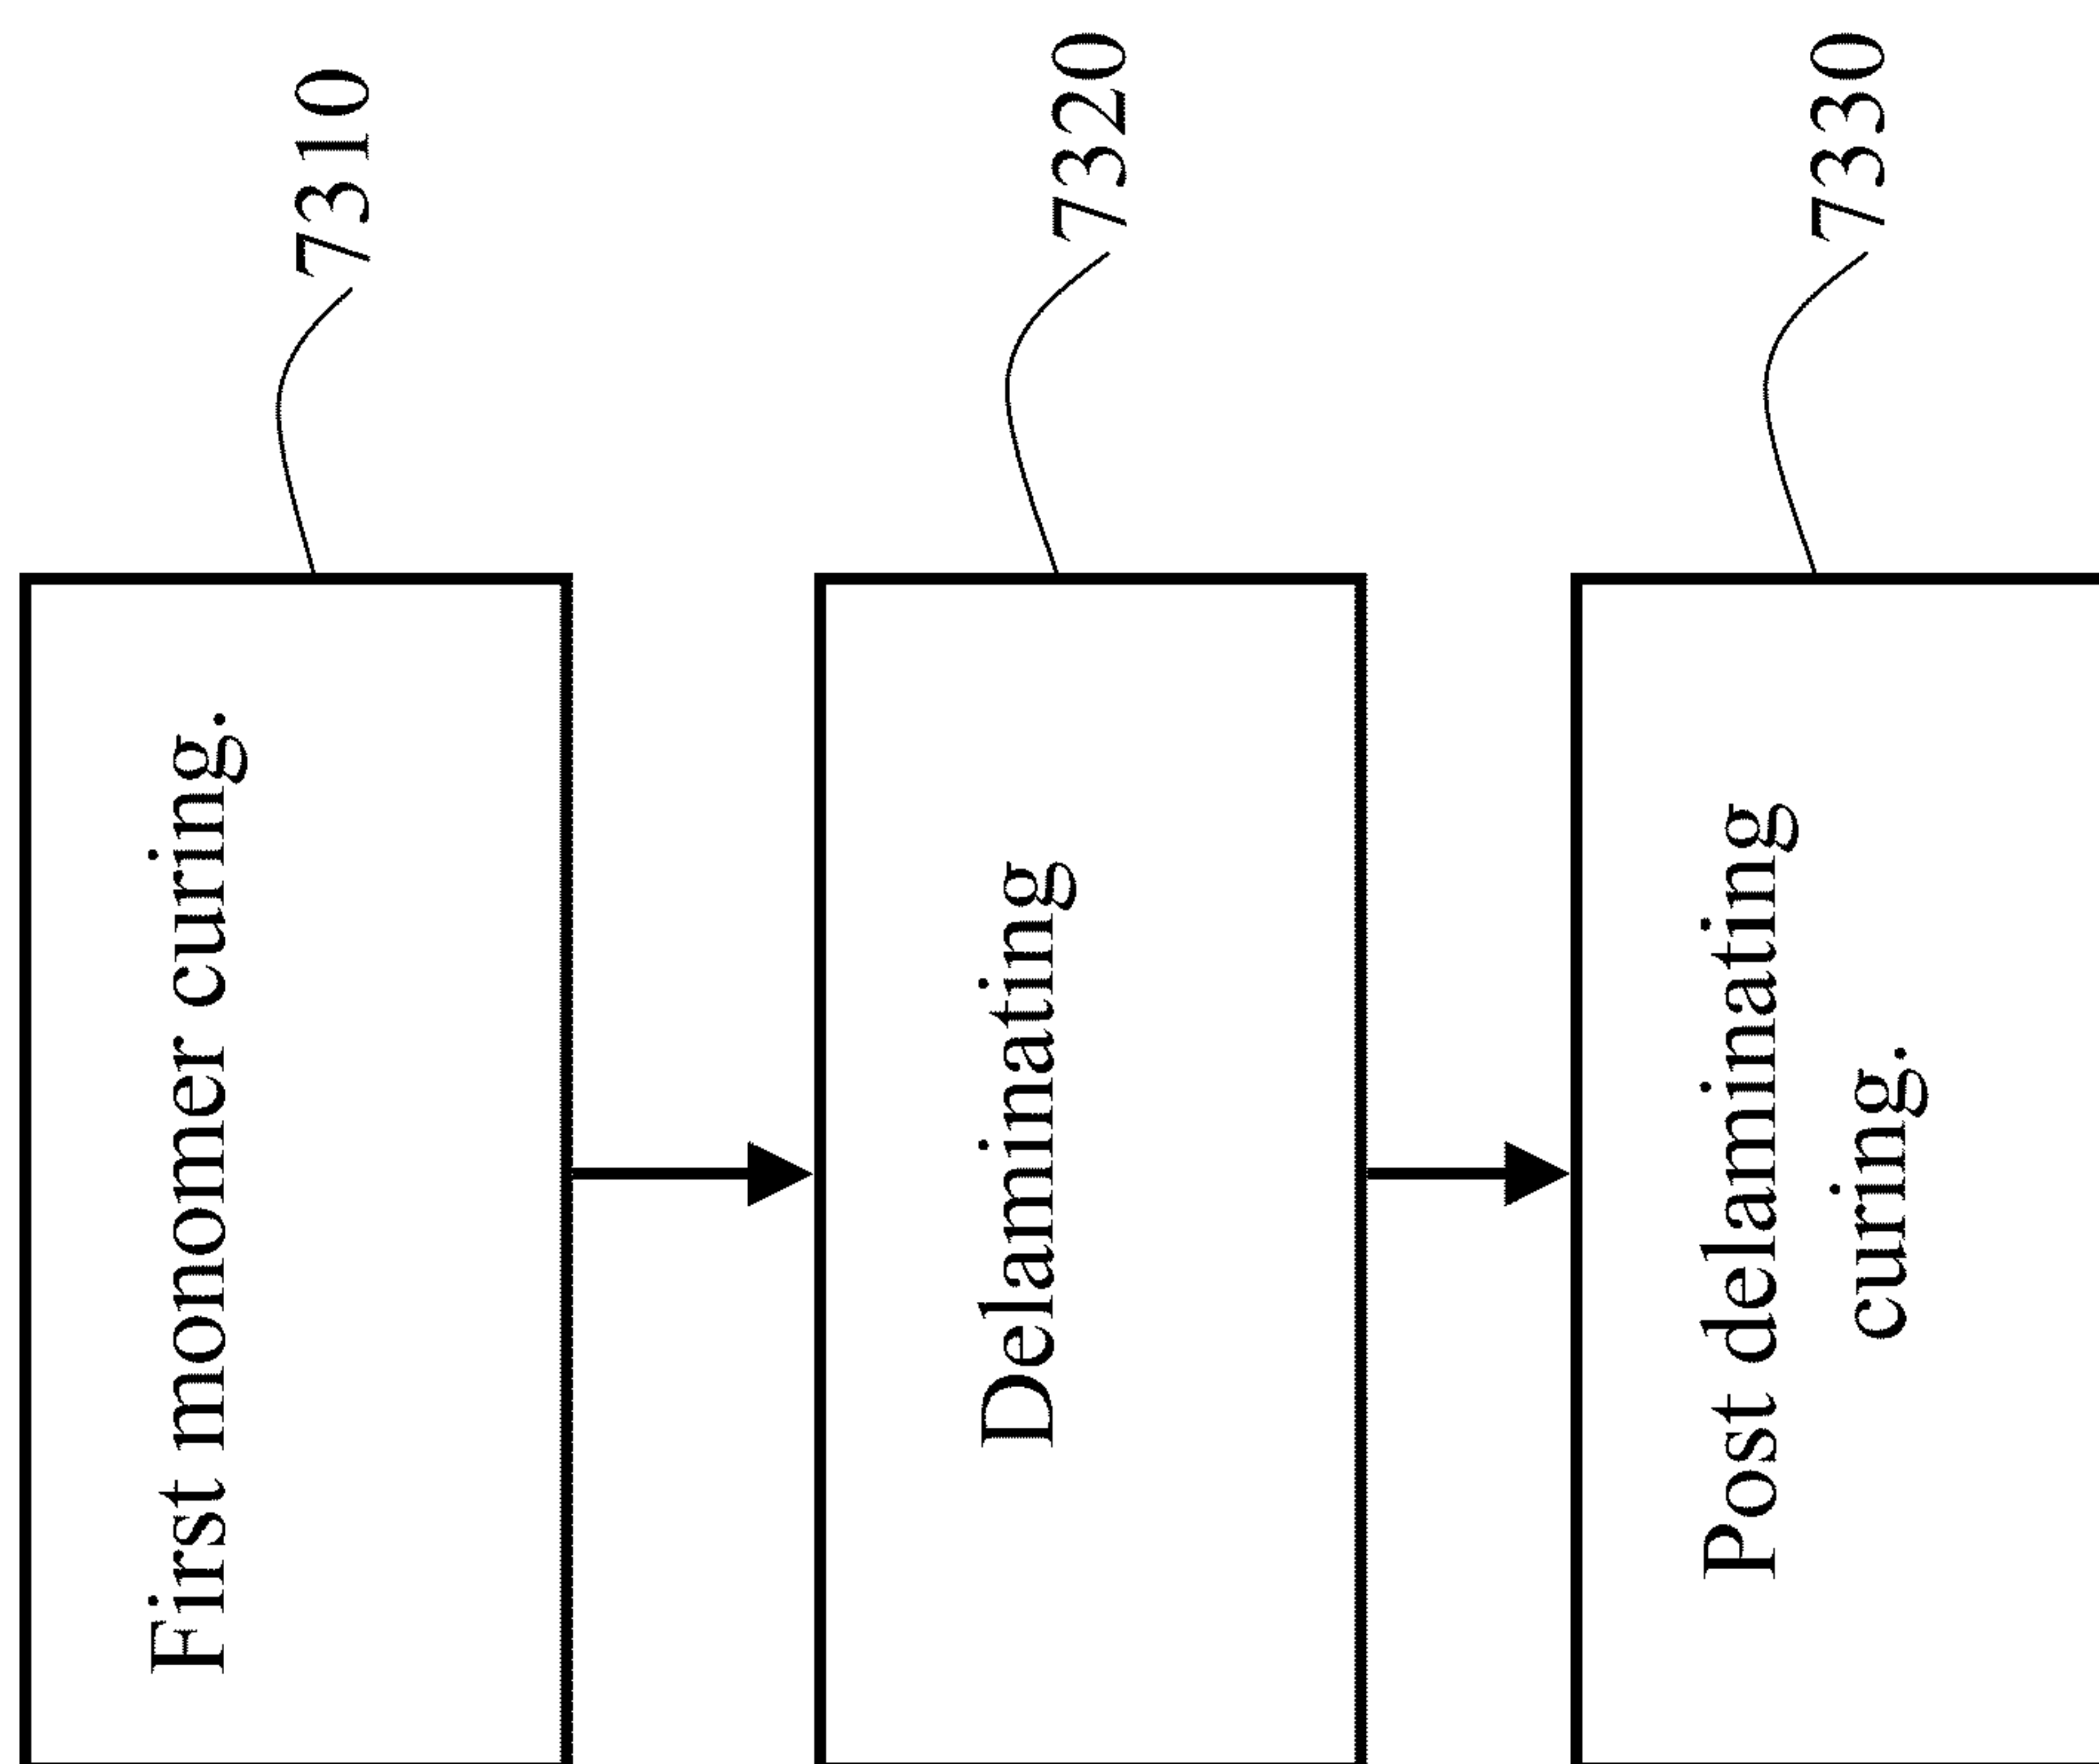 First monomer curing.
7310
Delaminating
7320
Post delaminating
curing.
7330